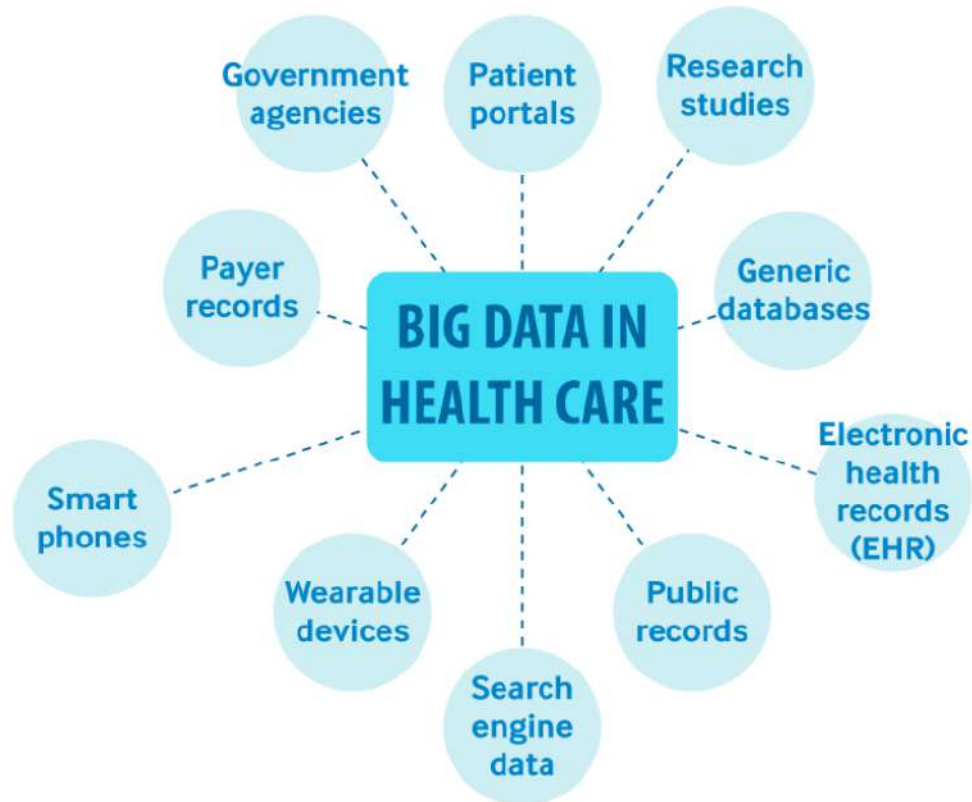 Government
agencies
Patient
portals
Research
studies
Payer
records
BIG DATA IN
HEALTH CARE
Generic
databases
Smart
phones
Electronic
health
records
(EHR)
Wearable
devices
Public
records
Search
engine
data